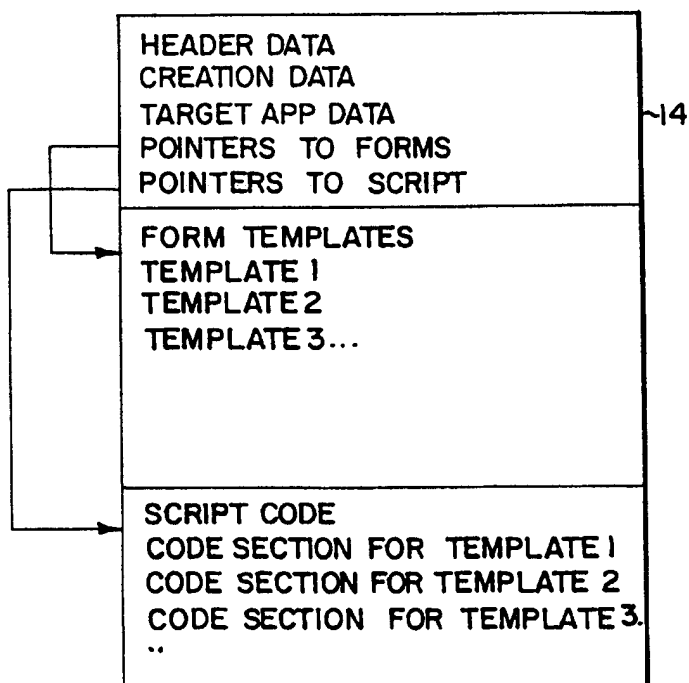 HEADER DATA
CREATION DATA
TARGET APP DATA
14
POINTERS TO FORMS
POINTERS TO SCRIPT
FORM TEMPLATES
TEMPLATE 1
TEMPLATE 2
TEMPLATE 3...
SCRIPT CODE
CODE SECTION FOR TEMPLATE 1
CODE SECTION FOR TEMPLATE 2
CODE SECTION FOR TEMPLATE 3.
..